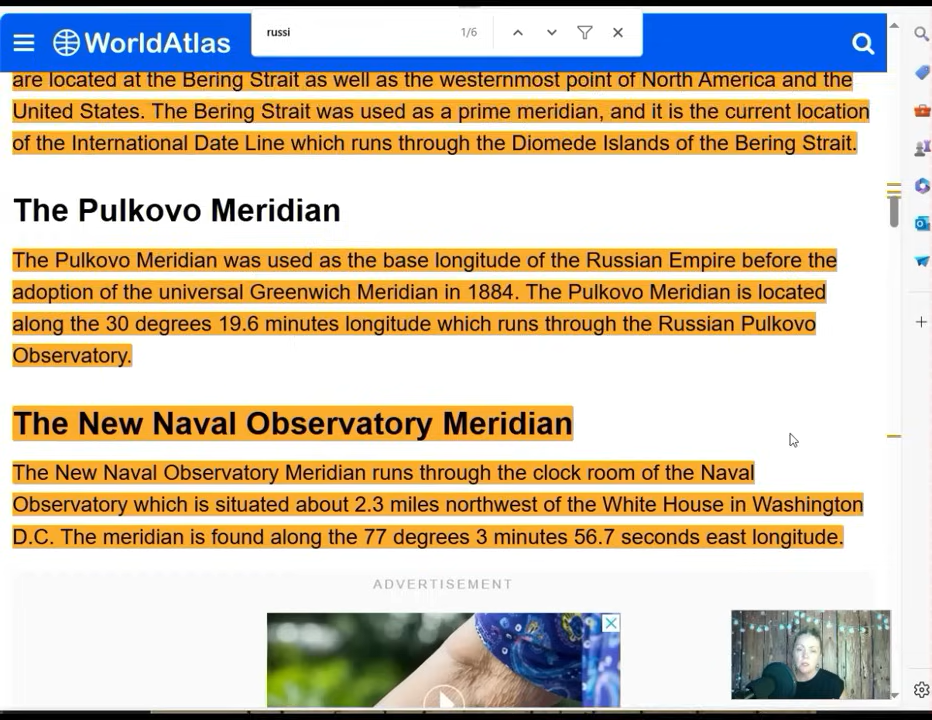 russi
1/6
WorldAtlas
are located at the Bering Strait as well as the westernmost point of North America and the
United States. The Bering Strait was used as a prime meridian, and it is the current location
of the International Date Line which runs through the Diomede Islands of the Bering Strait.
The Pulkovo Meridian
The Pulkovo Meridian was used as the base longitude of the Russian Empire before the
adoption of the universal Greenwich Meridian in 1884. The Pulkovo Meridian is located
along the 30 degrees 19.6 minutes longitude which runs through the Russian Pulkovo
Observatory.
The New Naval Observatory Meridian
The New Naval Observatory Meridian runs through the clock room of the Naval
Observatory which is situated about 2.3 miles northwest of the White House in Washington
D.C. The meridian is found along the 77 degrees 3 minutes 56.7 seconds east longitude.
ADVERTISEMENT